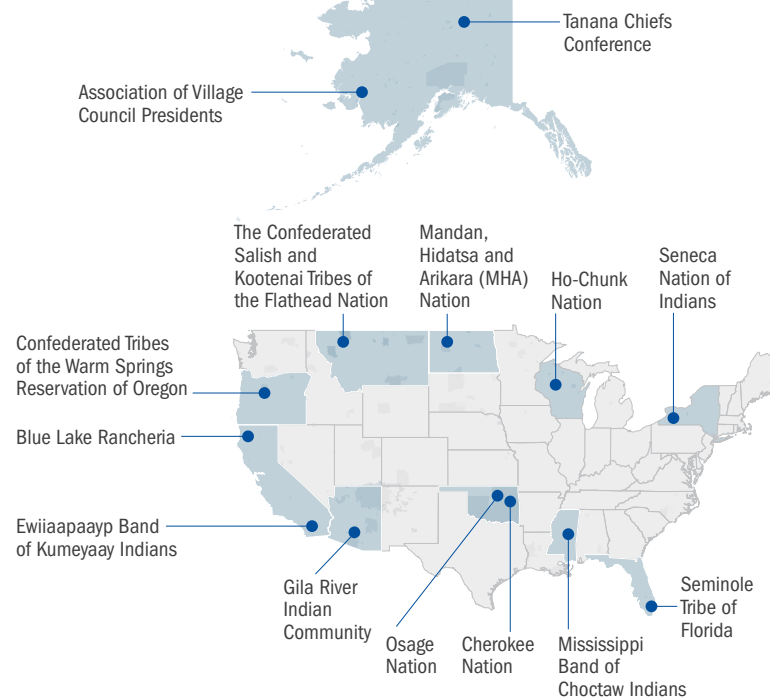 Tanana Chiefs
Conference
Association of Village
Council Presidents
The Confederated
Salish and
Kootenai Tribes of
the Flathead Nation
Mandan,
Hidatsa and
Arikara (MHA)
Nation
Ho-Chunk
Nation
Seneca
Nation of
Indians
Confederated Tribes
of the Warm Springs
Reservation of Oregon
Blue Lake Rancheria
Ewiiaapaayp Band
of Kumeyaay Indians
Gila River
Indian
Community
Osage
Nation
Cherokee
Nation
Mississippi
Band of
Choctaw Indians
Seminole
Tribe of
Florida